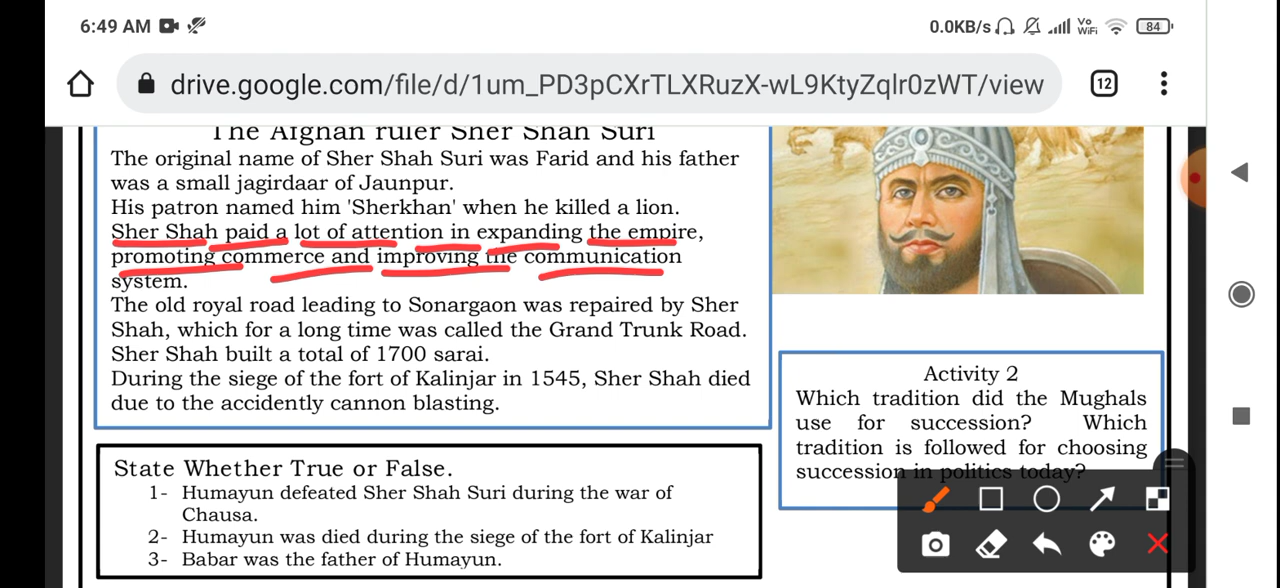 6:49 AM
0.0KB/s
Vo
WiFi
84
drive.google.com/file/d/1um_PD3pCXrTLXRuzX-wL9KtyZqlr0zWT/view
12
The Afghan ruler Sher Shah Suri
The original name of Sher Shah Suri was Farid and his father
was a small jagirdaar of Jaunpur.
His patron named him 'Sherkhan' when he killed a lion.
Sher Shah paid a lot of attention in expanding the empire,
promoting commerce and improving the communication
system.
The old royal road leading to Sonargaon was repaired by Sher
Shah, which for a long time was called the Grand Trunk Road.
Sher Shah built a total of 1700 sarai.
During the siege of the fort of Kalinjar in 1545, Sher Shah died
due to the accidently cannon blasting.
State Whether True or False.
1- Humayun defeated Sher Shah Suri during the war of
Chausa.
2- Humayun was died during the siege of the fort of Kalinjar
3- Babar was the father of Humayun.
Activity 2
Which tradition did the Mughals
use for succession? Which
tradition is followed for choosing
succession in politics today?